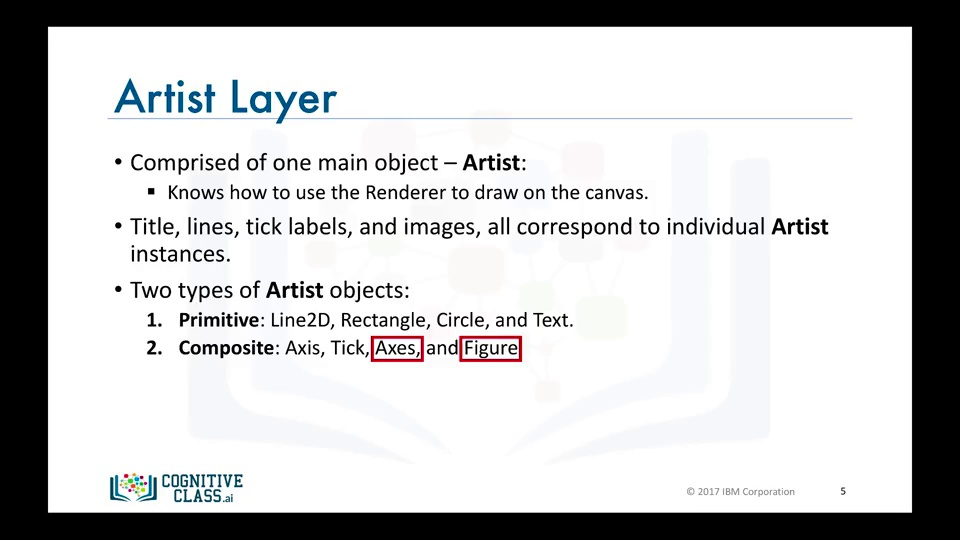 Artist Layer
• Comprised of one main object – Artist:
▪ Knows how to use the Renderer to draw on the canvas.
• Title, lines, tick labels, and images, all correspond to individual Artist
instances.
• Two types of Artist objects:
1. Primitive: Line2D, Rectangle, Circle, and Text.
2. Composite: Axis, Tick, Axes, and Figure
COGNITIVE
CLASS.ai
© 2017 IBM Corporation 5